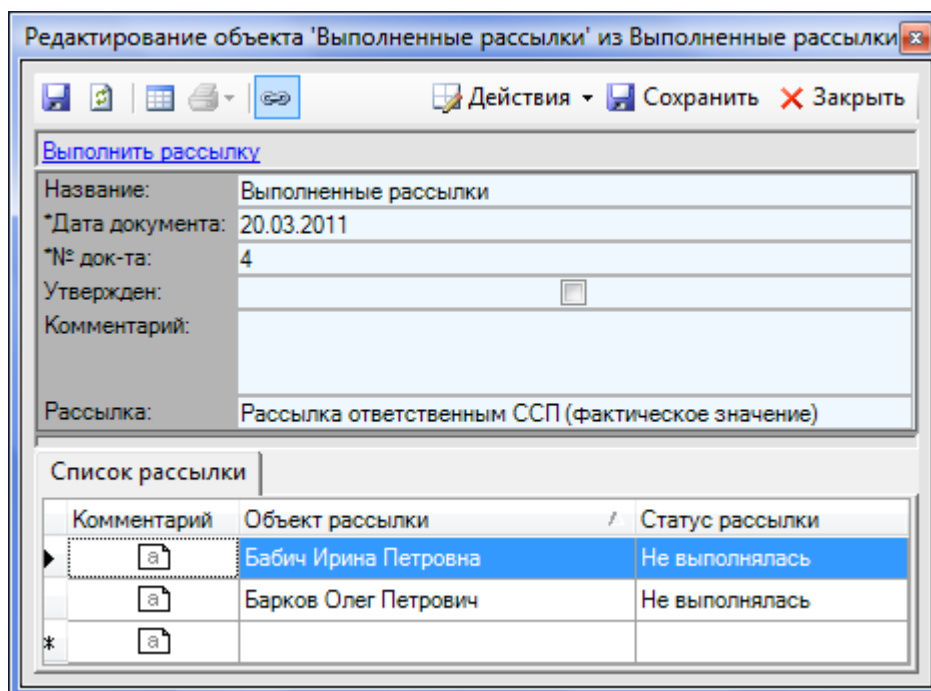 Редактирование объекта 'Выполненные рассылки' из Выполненные рассылки
Действия Сохранить Закрыть
Выполнить рассылку
Название: Выполненные рассылки
*Дата документа: 20.03.2011
*№ док-та: 4
Утвержден:
Комментарий:
Рассылка: Рассылка ответственным ССП (фактическое значение)
Список рассылки
Комментарий Объект рассылки Статус рассылки
a Бабич Ирина Петровна Не выполнялась
a Барков Олег Петрович Не выполнялась
* a